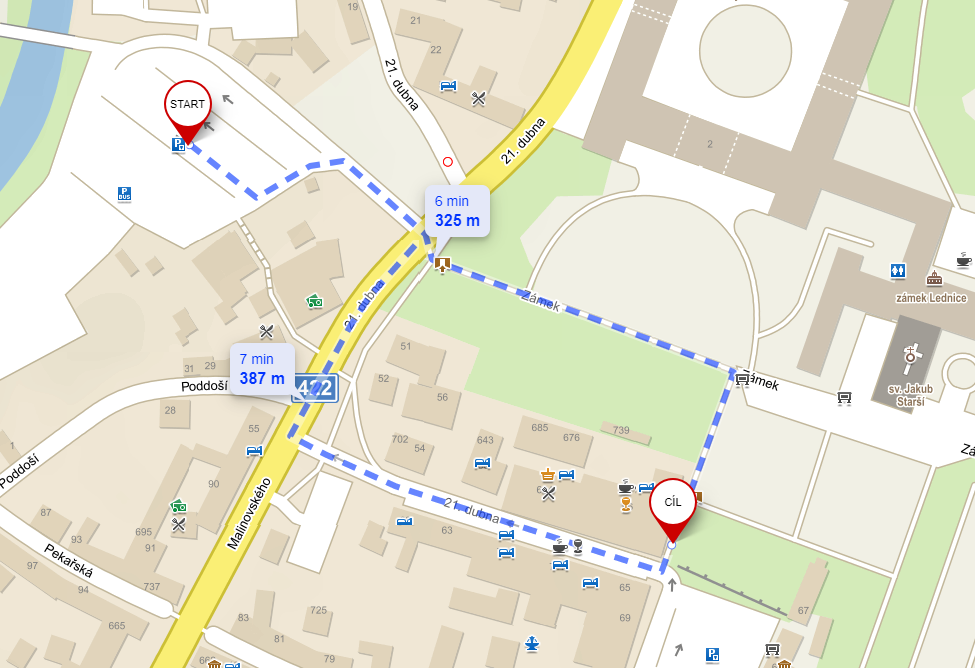 19
21
22
21. dubna
START
P
P
BUS
21. dubna
2
6 min
325 m
zámek Lednice
Zámek
21. dubna
7 min
387 m
422
31
29
Poddoší
51
52
56
Zámek
sv. Jakub
Starší
28
55
702
54
643
685
676
739
1
Poddoší
90
CÍL
87
93
695
91
Malinovského
63
21. dubna
Pekařská
97
94
737
65
69
67
665
83
81
725
79
P